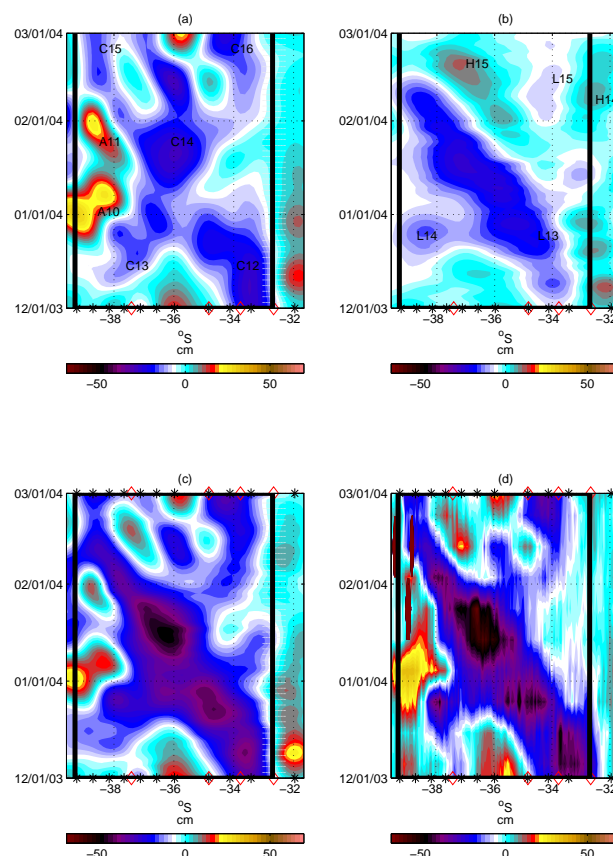 (a)
(b)
03/01/04
02/01/04
01/01/04
12/01/03
C15
C16
A11
C14
A10
C13
C12
−38 −36 −34 −32
°S
cm
−50 0 50
03/01/04
02/01/04
01/01/04
12/01/03
H15
L15
H14
L14
L13
−38 −36 −34 −32
°S
cm
−50 0 50
(c)
(d)
03/01/04
02/01/04
01/01/04
12/01/03
−38 −36 −34 −32
°S
cm
−50 0 50
03/01/04
02/01/04
01/01/04
12/01/03
−38 −36 −34 −32
°S
cm
−50 0 50